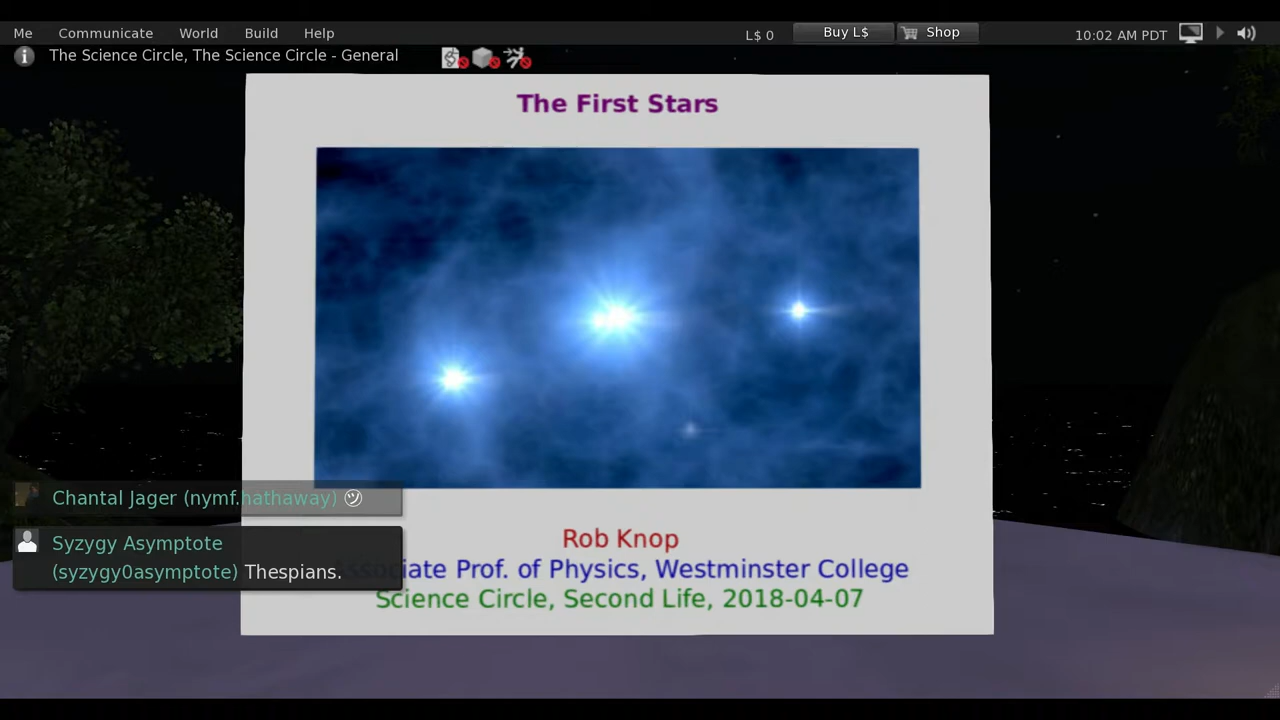 Me Communicate World Build Help L$ 0 Buy L$ Shop 10:02 AM PDT
The Science Circle, The Science Circle - General
The First Stars
Chantal Jager (nymf.hathaway) ツ
Syzygy Asymptote
(syzygy0asymptote) Thespians.
Rob Knop
Associate Prof. of Physics, Westminster College
Science Circle, Second Life, 2018-04-07